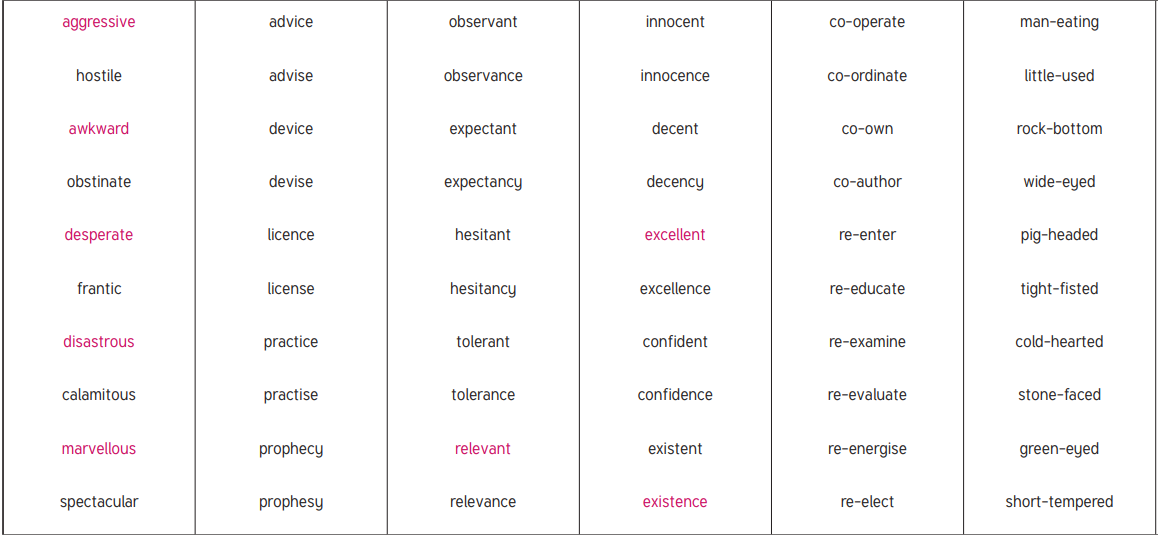 aggressive advice observant innocent co-operate man-eating
hostile advise observance innocence co-ordinate little-used
awkward device expectant decent co-own rock-bottom
obstinate devise expectancy decency co-author wide-eyed
desperate licence hesitant excellent re-enter pig-headed
frantic license hesitancy excellence re-educate tight-fisted
disastrous practice tolerant confident re-examine cold-hearted
calamitous practise tolerance confidence re-evaluate stone-faced
marvellous prophecy relevant existent re-energise green-eyed
spectacular prophesy relevance existence re-elect short-tempered